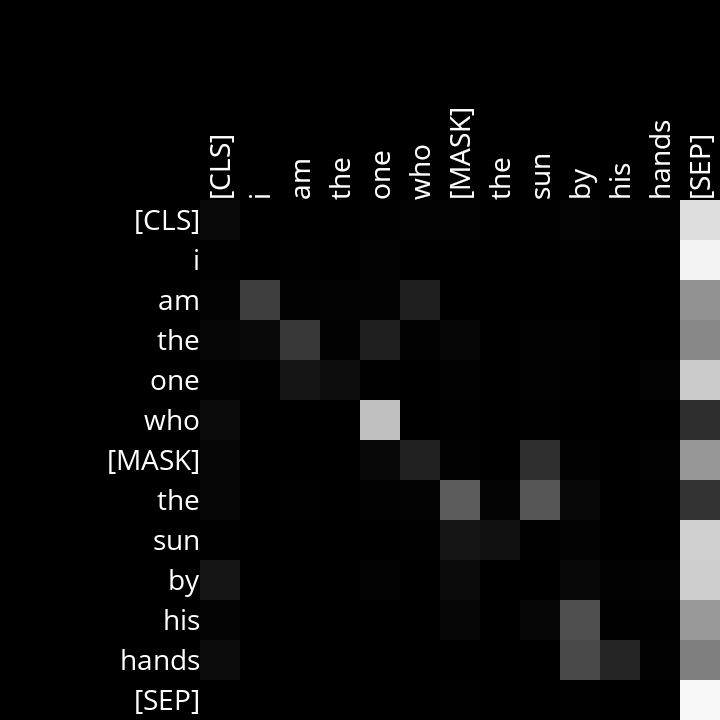 [CLS] i am the one who [MASK] the sun by his hands [SEP]
[CLS]
i
am
the
one
who
[MASK]
the
sun
by
his
hands
[SEP]